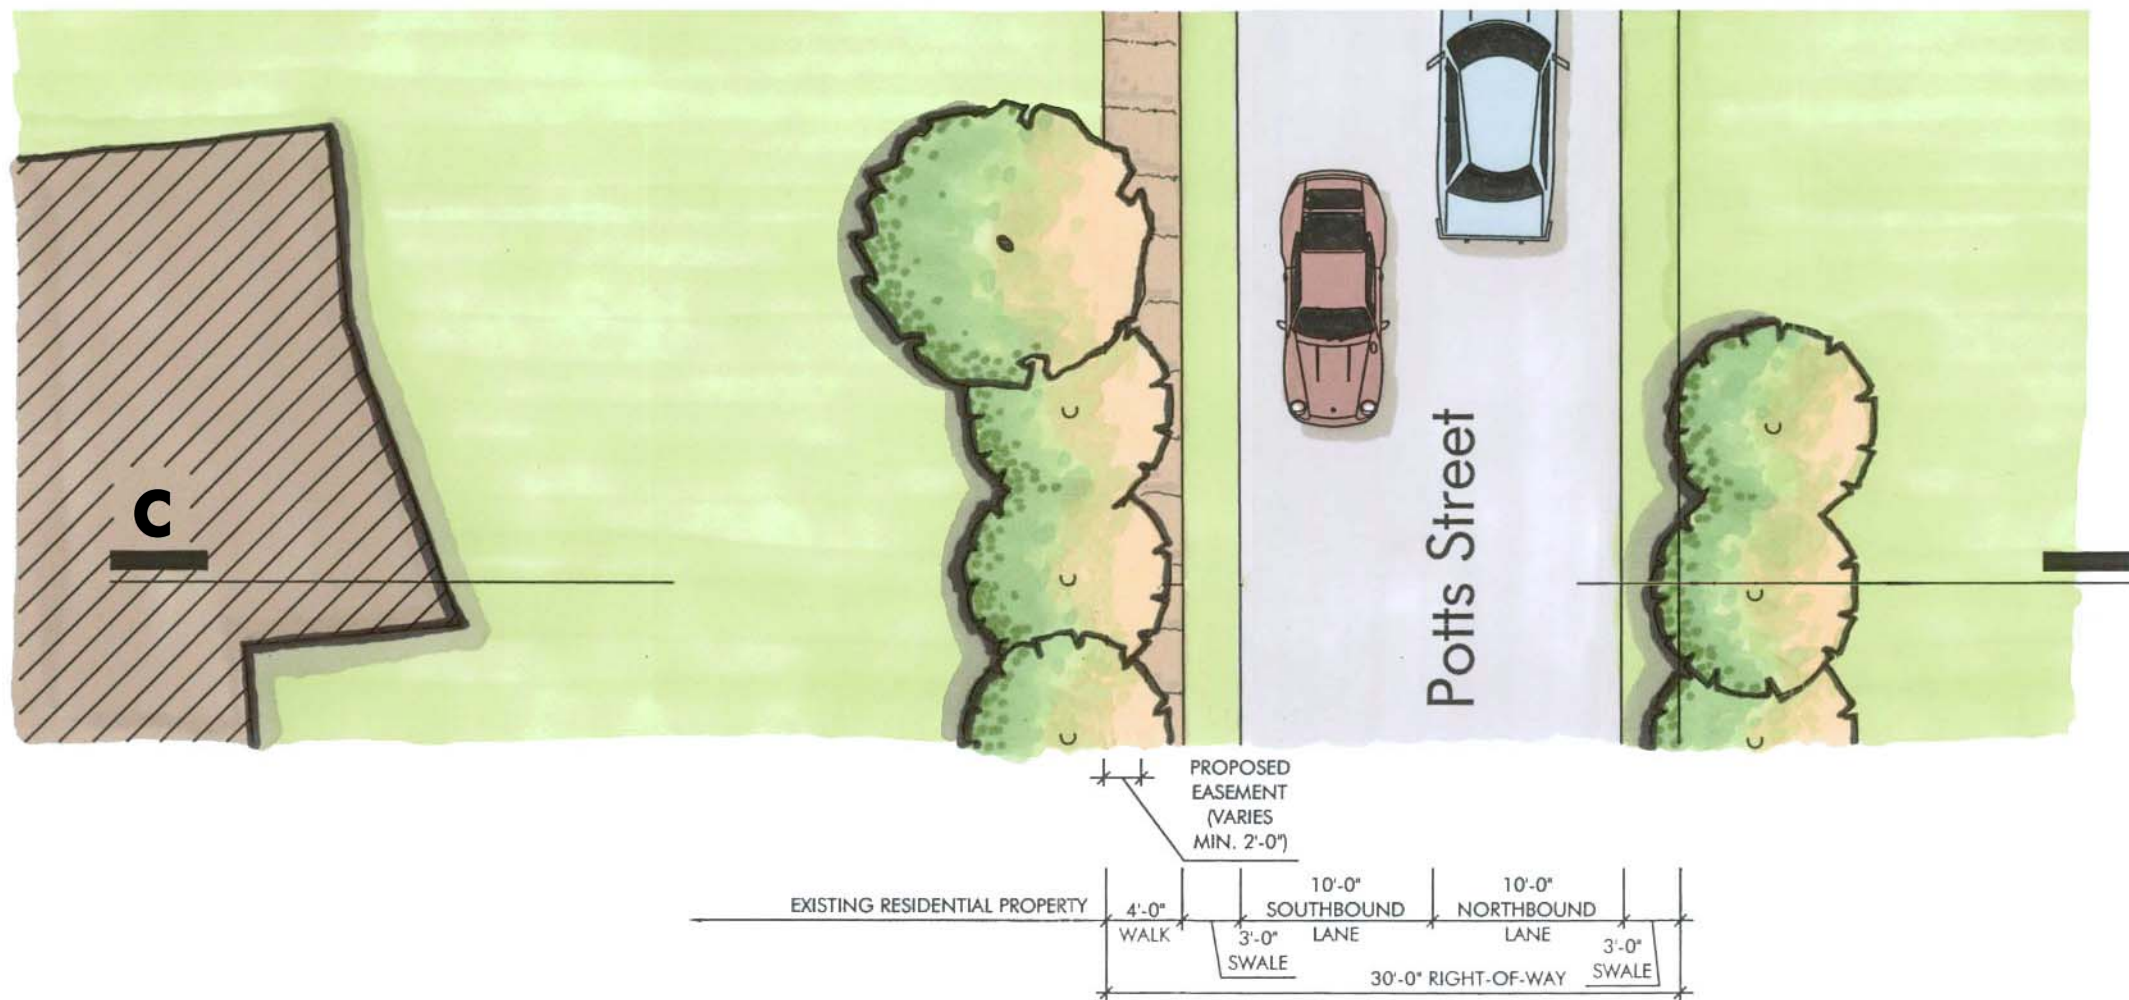 C
Potts Street
PROPOSED
EASEMENT
(VARIES
MIN. 2'-0")
EXISTING RESIDENTIAL PROPERTY
4'-0"
WALK
3'-0"
SWALE
10'-0"
SOUTHBOUND
LANE
10'-0"
NORTHBOUND
LANE
3'-0"
SWALE
30'-0" RIGHT-OF-WAY